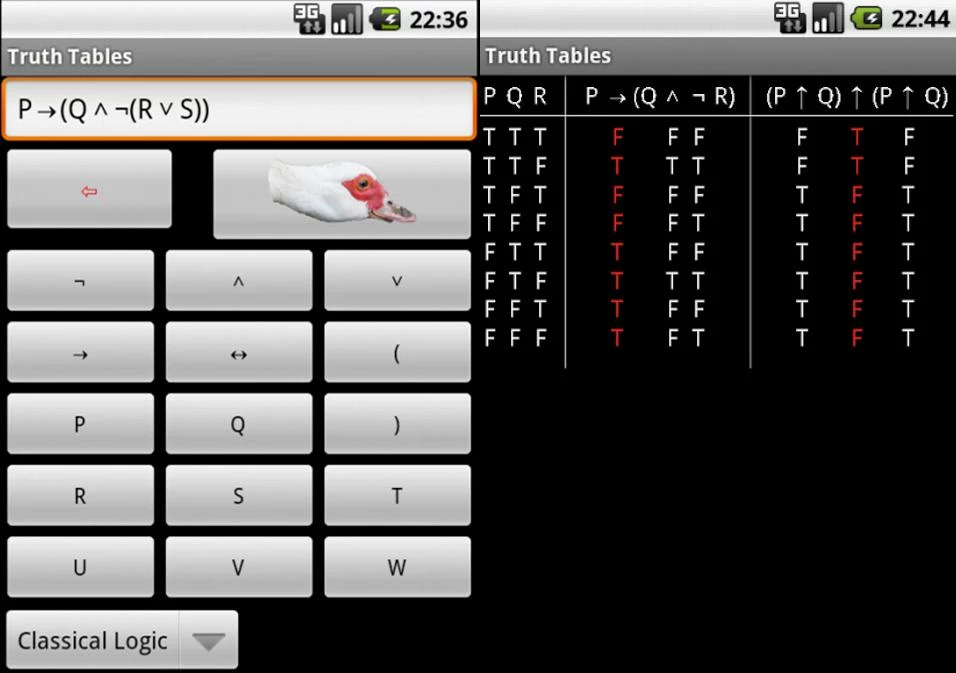 3G 22:36
Truth Tables
P →(Q ∧ ¬(R ∨ S))
⇦
¬ ∧ ∨
→ ↔ (
P Q )
R S T
U V W
Classical Logic
3G 22:44
Truth Tables
P Q R P → (Q ∧ ¬ R) (P ↑ Q) ↑ (P ↑ Q)
T T T F F F F T F
T T F T T T F T F
T F T F F F T F T
T F F F F T T F T
F T T T F F T F T
F T F T T T T F T
F F T T F F T F T
F F F T F T T F T